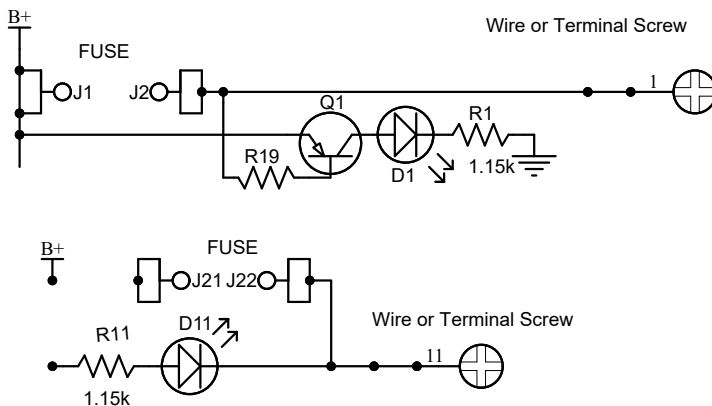 B+
Wire or Terminal Screw
FUSE
J1
J2
1
Q1
R1
R19
D1
1.15k
B+
FUSE
J21
J22
D11
Wire or Terminal Screw
R11
11
1.15k